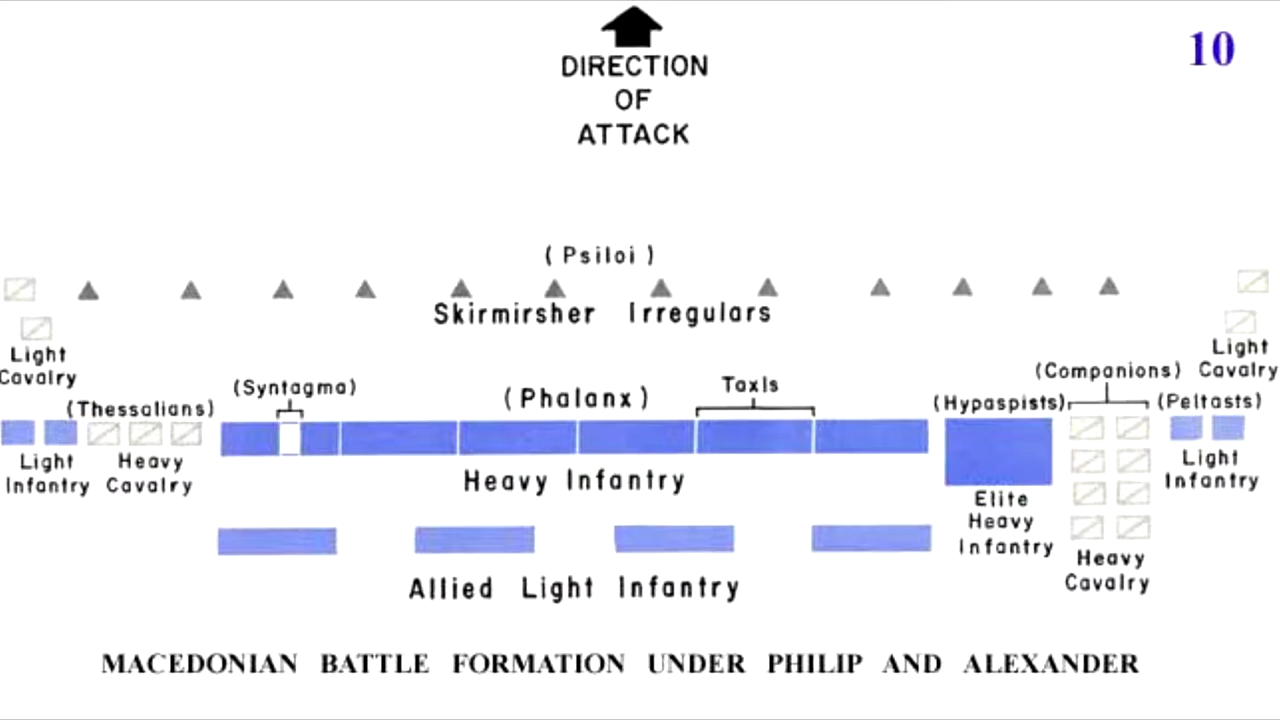 10
DIRECTION
OF
ATTACK
( Psiloi )
Skirmirsher Irregulars
Light
Cavalry
Light
Cavalry
(Thessalians)
(Syntagma)
(Phalanx)
Taxis
(Hypaspists)
(Companions)
(Peltasts)
Light
Infantry
Heavy
Cavalry
Heavy Infantry
Elite
Heavy
Infantry
Heavy
Cavalry
Light
Infantry
Allied Light Infantry
MACEDONIAN BATTLE FORMATION UNDER PHILIP AND ALEXANDER